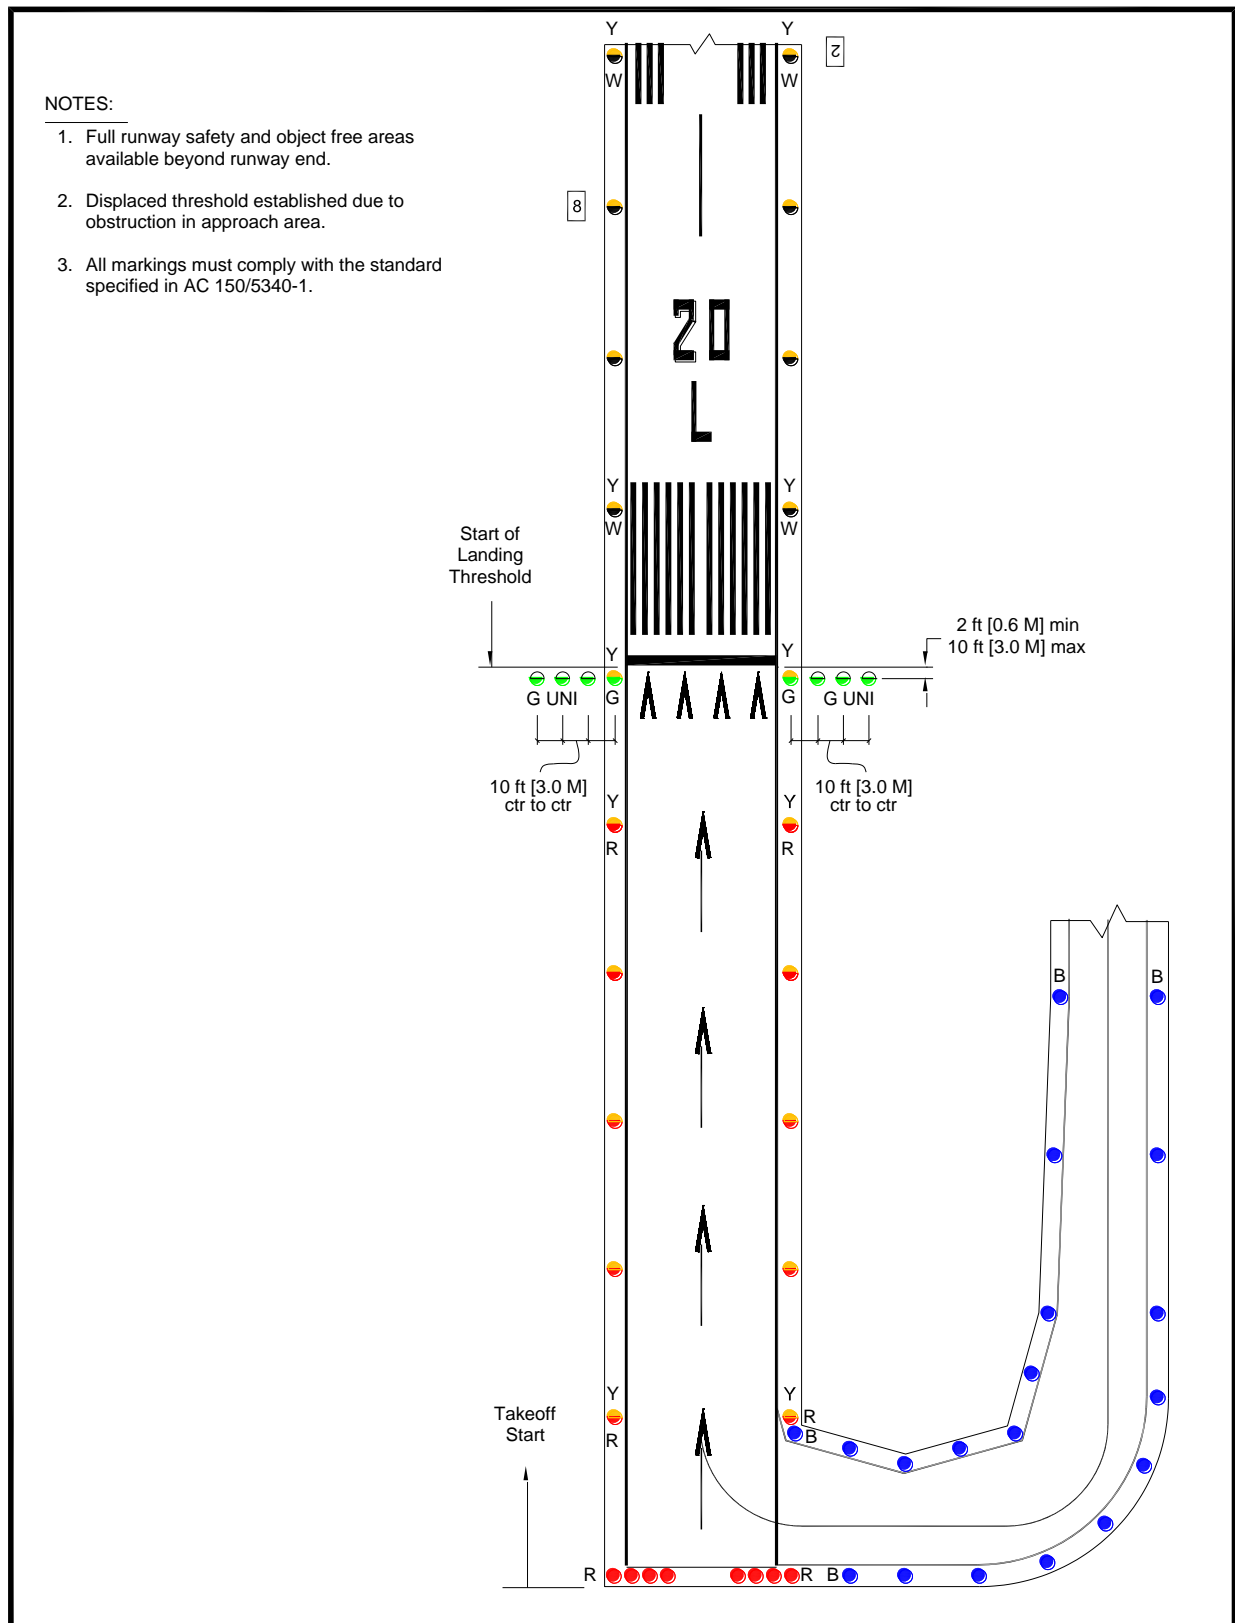 Y Y
2
W W
NOTES:
1. Full runway safety and object free areas
available beyond runway end.
2. Displaced threshold established due to
obstruction in approach area.
8
3. All markings must comply with the standard
specified in AC 150/5340-1.
20
L
Y Y
W W
Start of
Landing
Threshold
2 ft [0.6 M] min
10 ft [3.0 M] max
Y Y
G UNI G G G UNI
10 ft [3.0 M]
ctr to ctr
10 ft [3.0 M]
ctr to ctr
Y Y
R R
B B
Y Y
Takeoff
Start
R R
B
R R B